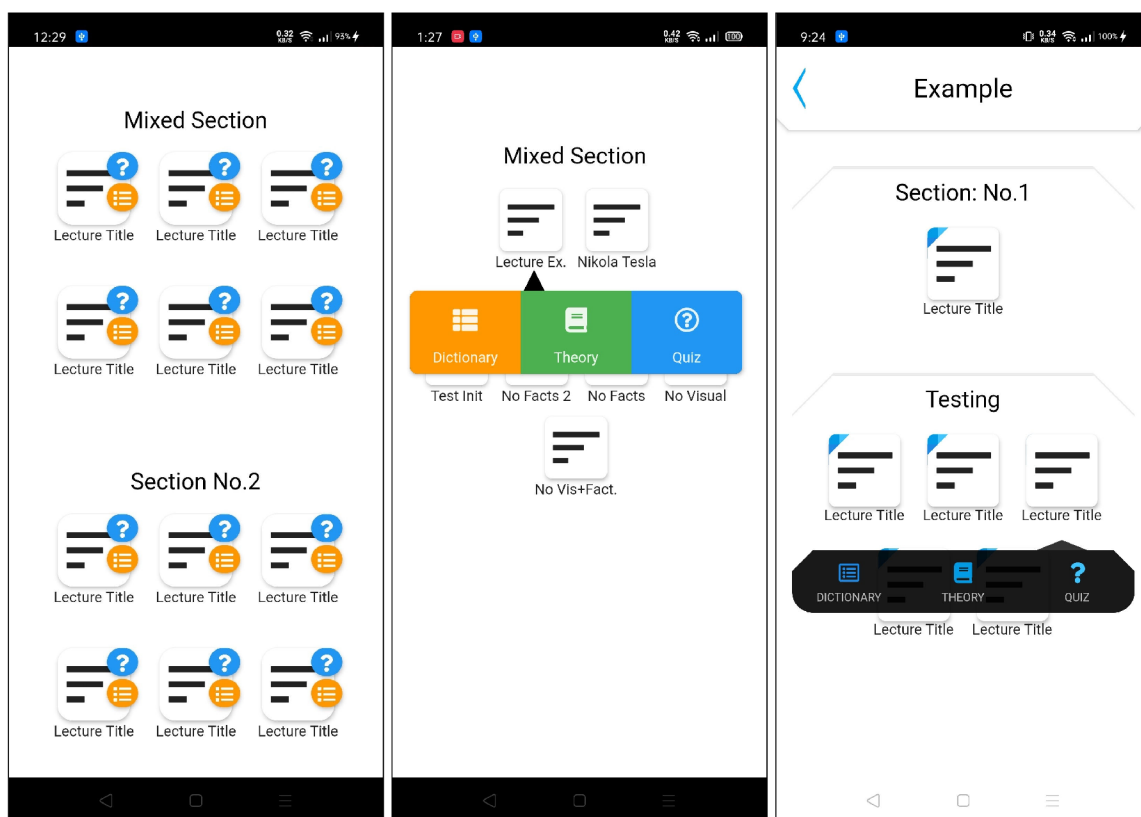 12:29
0.32
KB/S
93%
Mixed Section
Lecture Title Lecture Title Lecture Title
Lecture Title Lecture Title Lecture Title
Section No.2
Lecture Title Lecture Title Lecture Title
Lecture Title Lecture Title Lecture Title
1:27
0.42
KB/S
100
Mixed Section
Lecture Ex. Nikola Tesla
Dictionary Theory Quiz
Test Init No Facts 2 No Facts No Visual
No Vis+Fact.
9:24
0.34
KB/S
100%
Example
Section: No.1
Lecture Title
Testing
Lecture Title Lecture Title Lecture Title
DICTIONARY THEORY QUIZ
Lecture Title Lecture Title